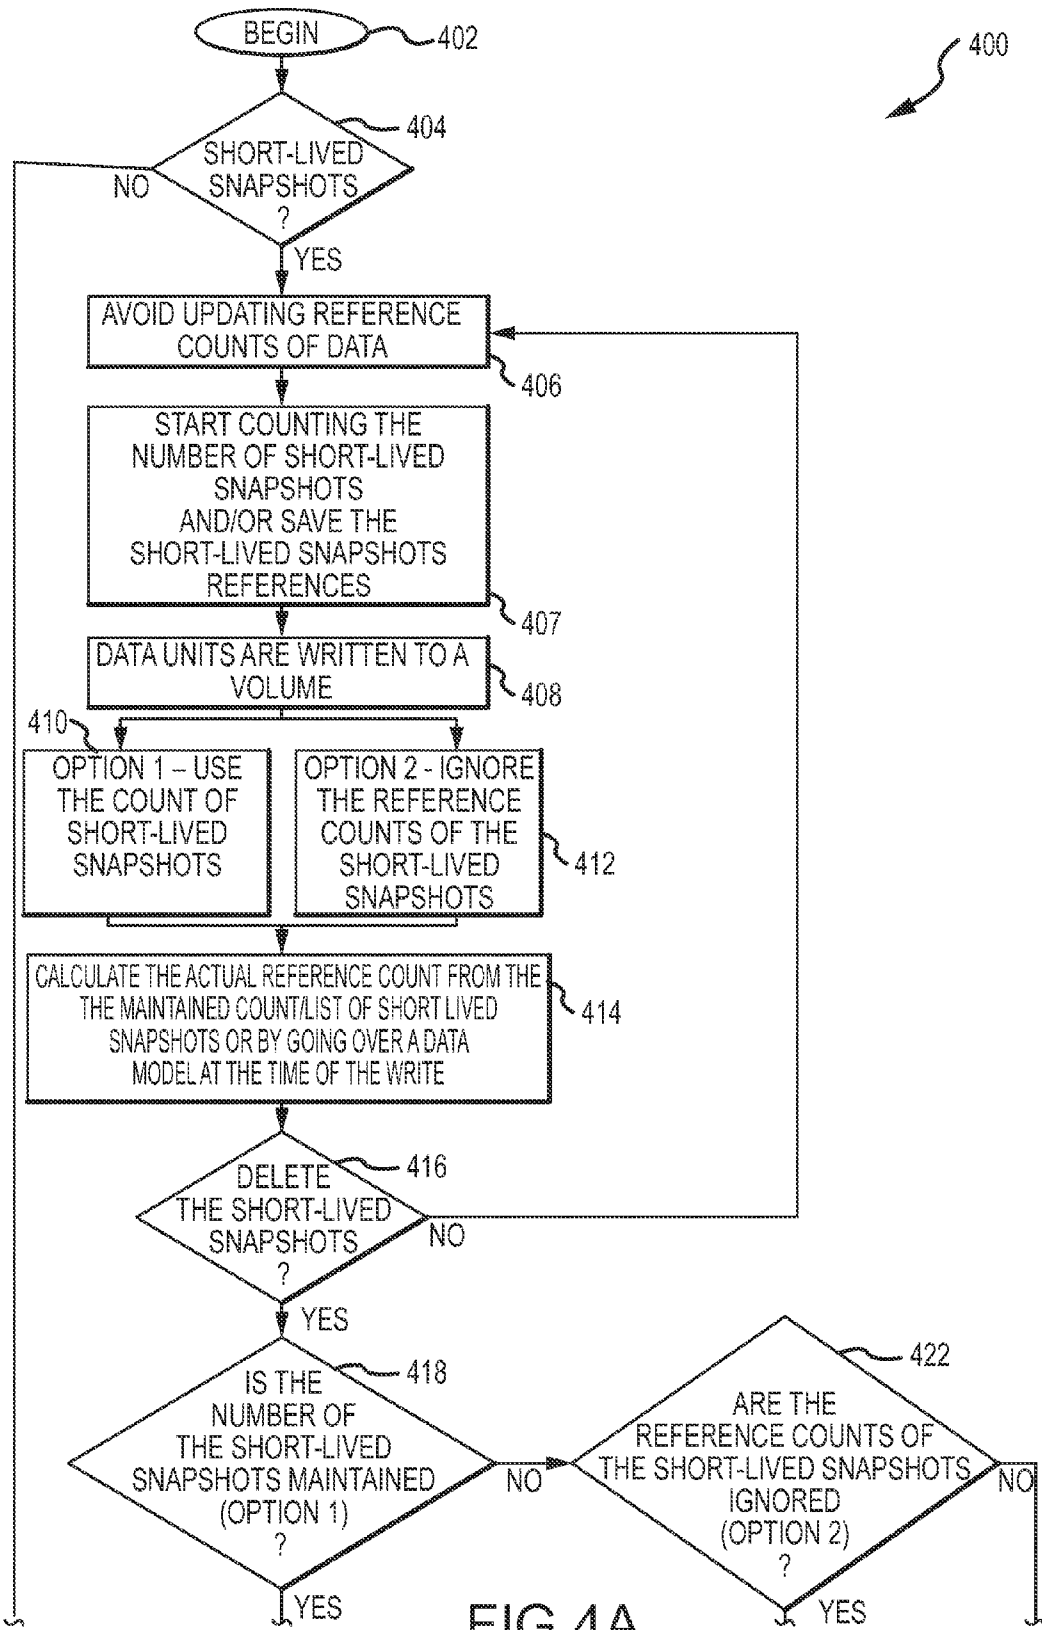 BEGIN
402
400
404
SHORT-LIVED
SNAPSHOTS
?
NO
YES
AVOID UPDATING REFERENCE
COUNTS OF DATA
406
START COUNTING THE
NUMBER OF SHORT-LIVED
SNAPSHOTS
AND/OR SAVE THE
SHORT-LIVED SNAPSHOTS
REFERENCES
407
DATA UNITS ARE WRITTEN TO A
VOLUME
408
410
OPTION 1 – USE
THE COUNT OF
SHORT-LIVED
SNAPSHOTS
OPTION 2 - IGNORE
THE REFERENCE
COUNTS OF THE
SHORT-LIVED
SNAPSHOTS
412
CALCULATE THE ACTUAL REFERENCE COUNT FROM THE
THE MAINTAINED COUNT/LIST OF SHORT LIVED
SNAPSHOTS OR BY GOING OVER A DATA
MODEL AT THE TIME OF THE WRITE
414
416
DELETE
THE SHORT-LIVED
SNAPSHOTS
?
NO
YES
418
IS THE
NUMBER OF
THE SHORT-LIVED
SNAPSHOTS MAINTAINED
(OPTION 1)
?
NO
YES
422
ARE THE
REFERENCE COUNTS OF
THE SHORT-LIVED SNAPSHOTS
IGNORED
(OPTION 2)
?
NO
YES
FIG.4A